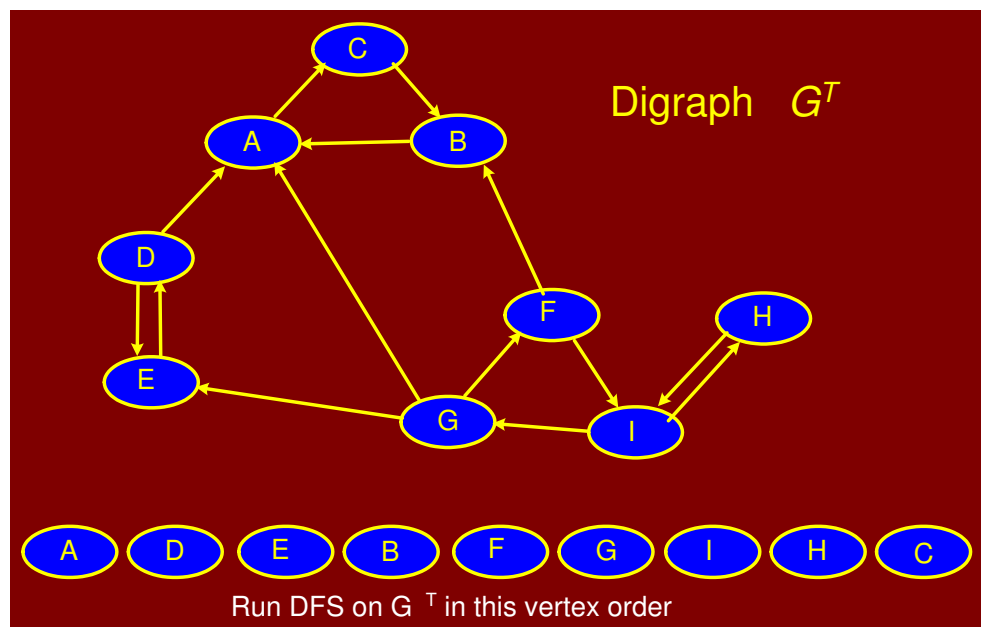 C
Digraph G^T
A
B
D
F
H
E
G
I
A D E B F G I H C
Run DFS on G T in this vertex order